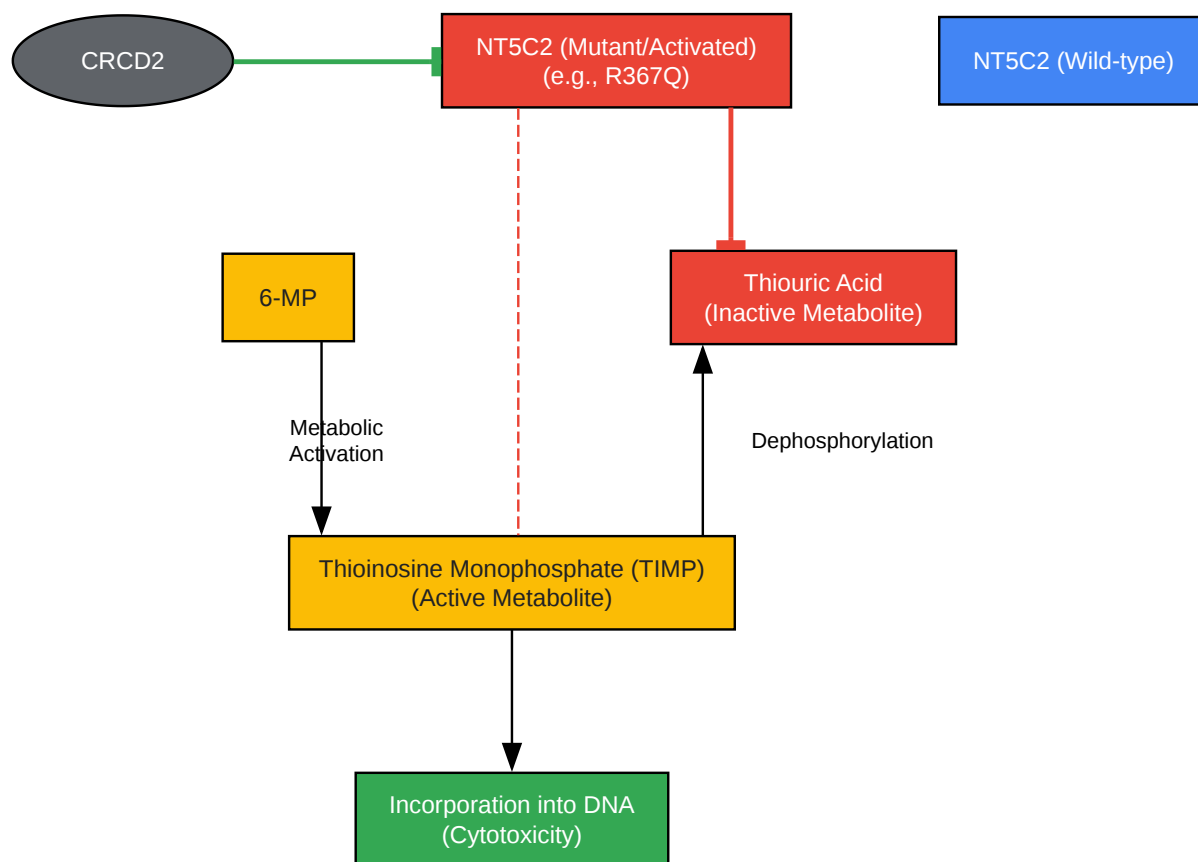 CRCD2
NT5C2 (Mutant/Activated)
(e.g., R367Q)
NT5C2 (Wild-type)
6-MP
Thiouric Acid
(Inactive Metabolite)
Metabolic
Activation
Dephosphorylation
Thioinosine Monophosphate (TIMP)
(Active Metabolite)
Incorporation into DNA
(Cytotoxicity)